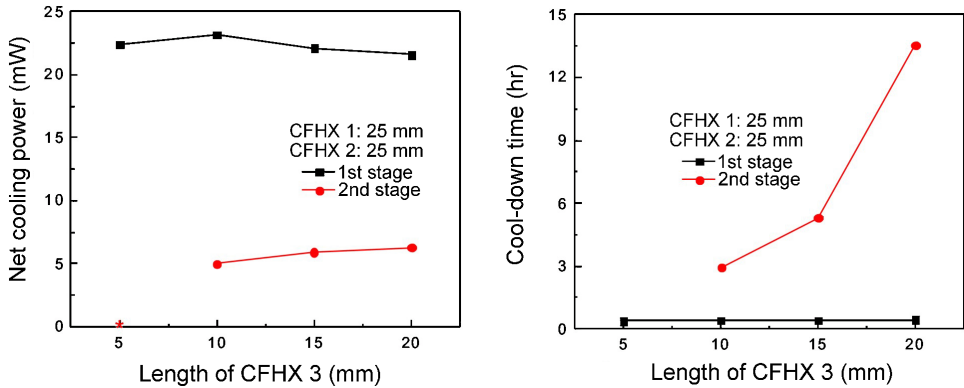 25
20
15
10
5
0
Net cooling power (mW)
CFHX 1: 25 mm
CFHX 2: 25 mm
1st stage
2nd stage
5
10
15
20
Length of CFHX 3 (mm)
15
12
9
6
3
0
Cool-down time (hr)
CFHX 1: 25 mm
CFHX 2: 25 mm
1st stage
2nd stage
5
10
15
20
Length of CFHX 3 (mm)